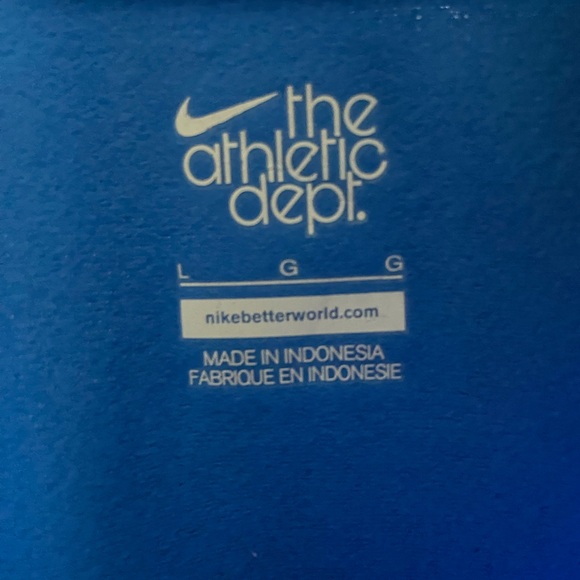 the
athletic
dept.
L G G
nikebetterworld.com
MADE IN INDONESIA
FABRIQUE EN INDONESIE